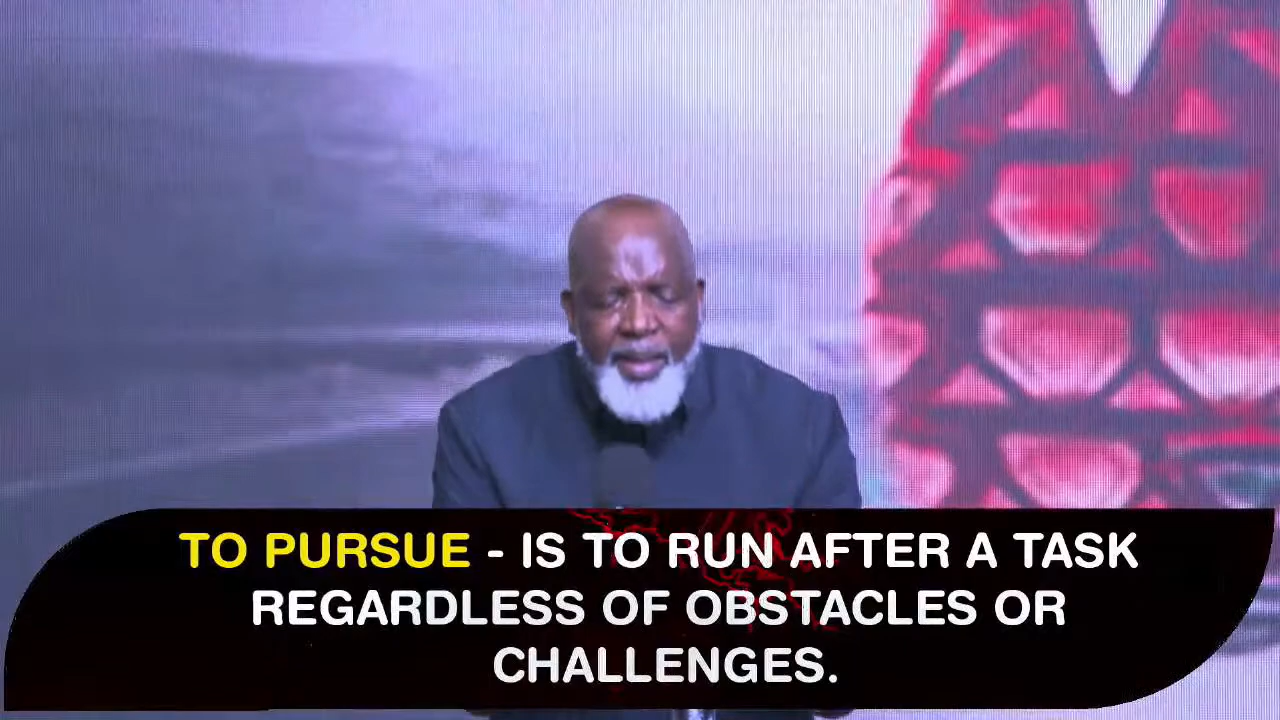 TO PURSUE - IS TO RUN AFTER A TASK
REGARDLESS OF OBSTACLES OR
CHALLENGES.